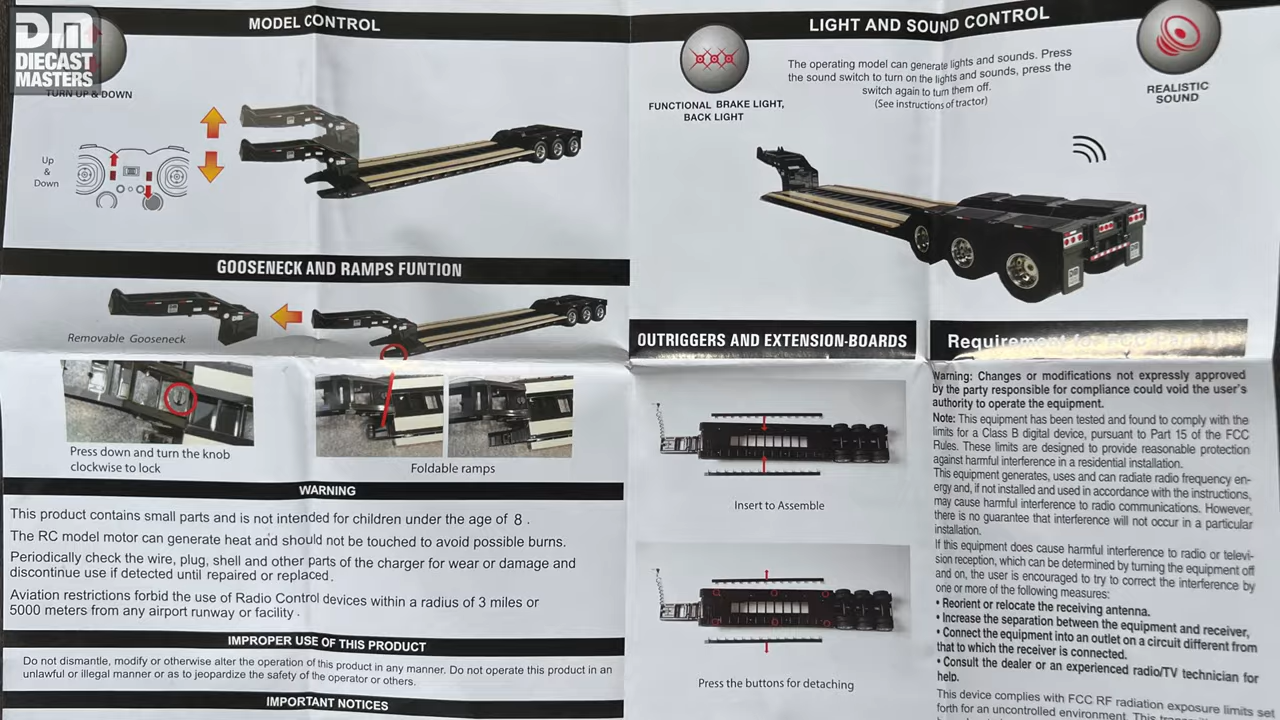 DM
DIECAST
MASTERS
MODEL CONTROL
TURN UP & DOWN
Up
&
Down
GOOSENECK AND RAMPS FUNTION
Removable Gooseneck
Press down and turn the knob
clockwise to lock
Foldable ramps
WARNING
This product contains small parts and is not intended for children under the age of 8 .
The RC model motor can generate heat and should not be touched to avoid possible burns.
Periodically check the wire, plug, shell and other parts of the charger for wear or damage and
discontinue use if detected until repaired or replaced.
Aviation restrictions forbid the use of Radio Control devices within a radius of 3 miles or
5000 meters from any airport runway or facility .
IMPROPER USE OF THIS PRODUCT
Do not dismantle, modify or otherwise alter the operation of this product in any manner. Do not operate this product in an
unlawful or illegal manner or as to jeopardize the safety of the operator or others.
IMPORTANT NOTICES
LIGHT AND SOUND CONTROL
FUNCTIONAL BRAKE LIGHT,
BACK LIGHT
The operating model can generate lights and sounds. Press
the sound switch to turn on the lights and sounds, press the
switch again to turn them off.
(See instructions of tractor)
REALISTIC
SOUND
OUTRIGGERS AND EXTENSION-BOARDS
Insert to Assemble
Press the buttons for detaching
Requirement for FCC Part
Warning: Changes or modifications not expressly approved
by the party responsible for compliance could void the user's
authority to operate the equipment.
Note: This equipment has been tested and found to comply with the
limits for a Class B digital device, pursuant to Part 15 of the FCC
Rules. These limits are designed to provide reasonable protection
against harmful interference in a residential installation.
This equipment generates, uses and can radiate radio frequency en-
ergy and, if not installed and used in accordance with the instructions,
may cause harmful interference to radio communications. However,
there is no guarantee that interference will not occur in a particular
installation.
If this equipment does cause harmful interference to radio or televi-
sion reception, which can be determined by turning the equipment off
and on, the user is encouraged to try to correct the interference by
one or more of the following measures:
• Reorient or relocate the receiving antenna.
• Increase the separation between the equipment and receiver,
• Connect the equipment into an outlet on a circuit different from
that to which the receiver is connected.
• Consult the dealer or an experienced radio/TV technician for
help.
This device complies with FCC RF radiation exposure limits set
forth for an uncontrolled environment. This